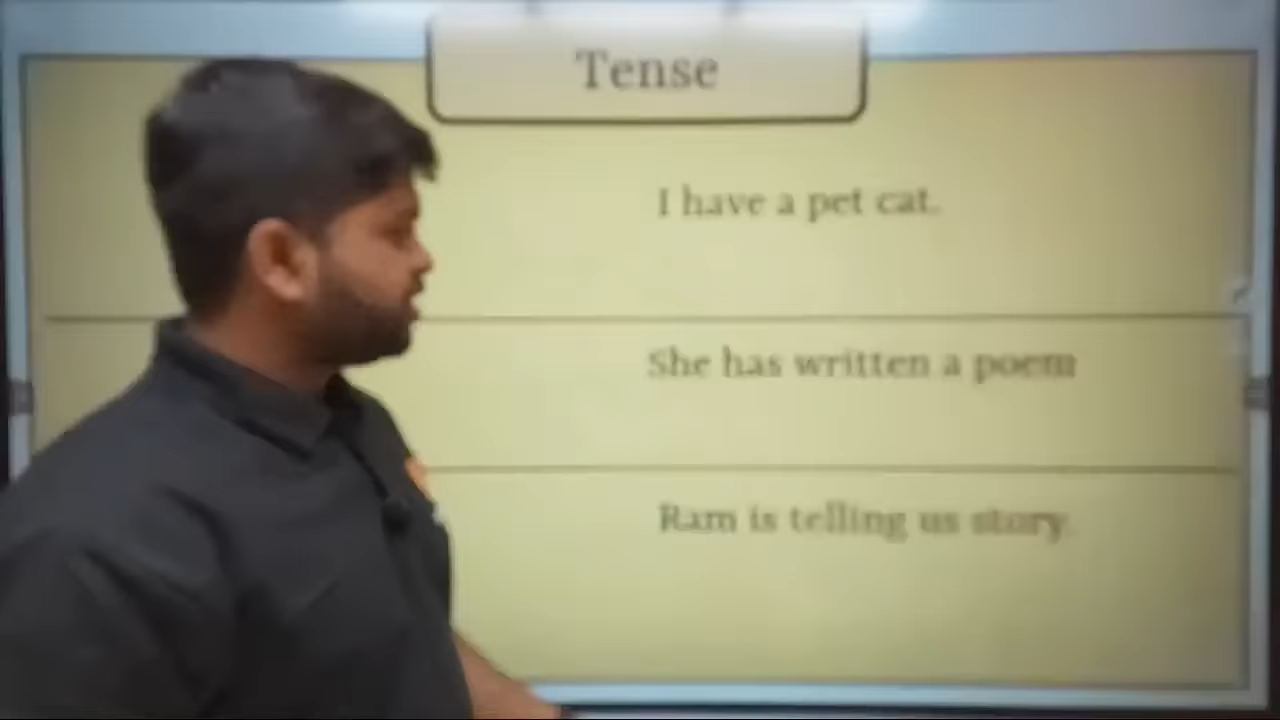 Tense
I have a pet cat.
She has written a poem
Ram is telling us story.